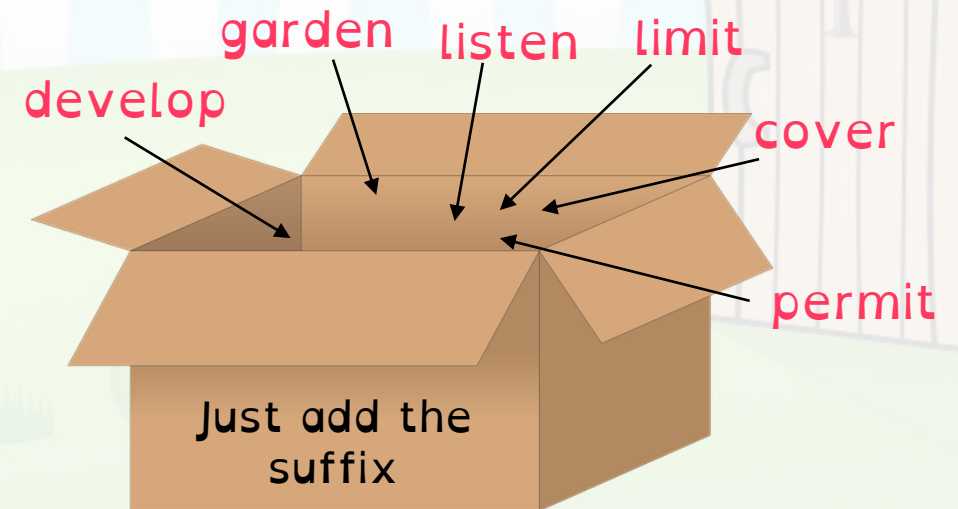 garden
listen
limit
develop
cover
permit
Just add the
suffix